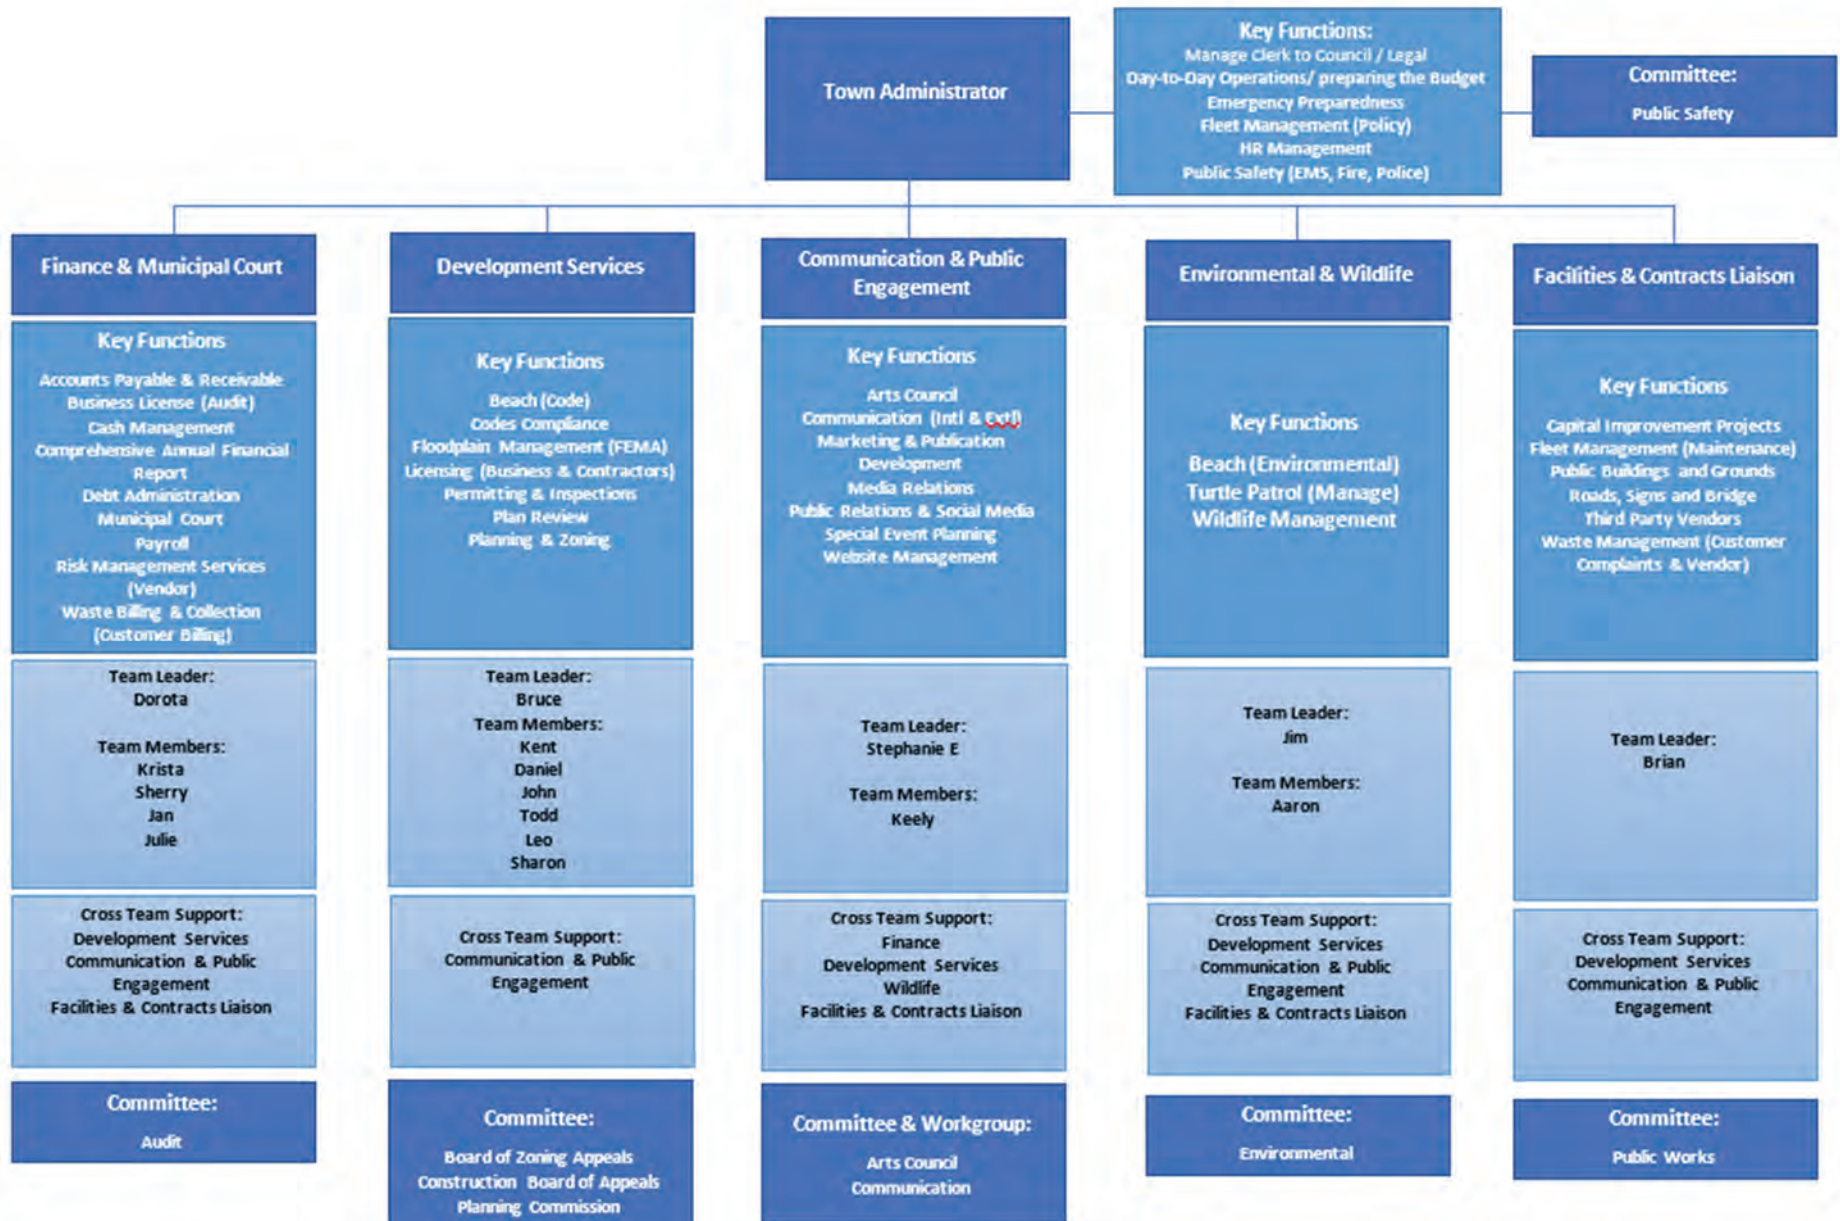 Town Administrator
Key Functions:
Manage Clerk to Council / Legal
Day-to-Day Operations/ preparing the Budget
Emergency Preparedness
Fleet Management (Policy)
HR Management
Public Safety (EMS, Fire, Police)
Committee:
Public Safety
Finance & Municipal Court
Key Functions
Accounts Payable & Receivable
Business License (Audit)
Cash Management
Comprehensive Annual Financial
Report
Debt Administration
Municipal Court
Payroll
Risk Management Services
(Vendor)
Waste Billing & Collection
(Customer Billing)
Team Leader:
Dorota
Team Members:
Krista
Sherry
Jan
Julie
Cross Team Support:
Development Services
Communication & Public
Engagement
Facilities & Contracts Liaison
Committee:
Audit
Development Services
Key Functions
Beach (Code)
Codes Compliance
Floodplain Management (FEMA)
Licensing (Business & Contractors)
Permitting & Inspections
Plan Review
Planning & Zoning
Team Leader:
Bruce
Team Members:
Kent
Daniel
John
Todd
Leo
Sharon
Cross Team Support:
Communication & Public
Engagement
Committee:
Board of Zoning Appeals
Construction Board of Appeals
Planning Commission
Communication & Public
Engagement
Key Functions
Arts Council
Communication (Intl & Extl)
Marketing & Publication
Development
Media Relations
Public Relations & Social Media
Special Event Planning
Website Management
Team Leader:
Stephanie E
Team Members:
Keely
Cross Team Support:
Finance
Development Services
Wildlife
Facilities & Contracts Liaison
Committee & Workgroup:
Arts Council
Communication
Environmental & Wildlife
Key Functions
Beach (Environmental)
Turtle Patrol (Manage)
Wildlife Management
Team Leader:
Jim
Team Members:
Aaron
Cross Team Support:
Development Services
Communication & Public
Engagement
Facilities & Contracts Liaison
Committee:
Environmental
Facilities & Contracts Liaison
Key Functions
Capital Improvement Projects
Fleet Management (Maintenance)
Public Buildings and Grounds
Roads, Signs and Bridge
Third Party Vendors
Waste Management (Customer
Complaints & Vendor)
Team Leader:
Brian
Cross Team Support:
Development Services
Communication & Public
Engagement
Committee:
Public Works